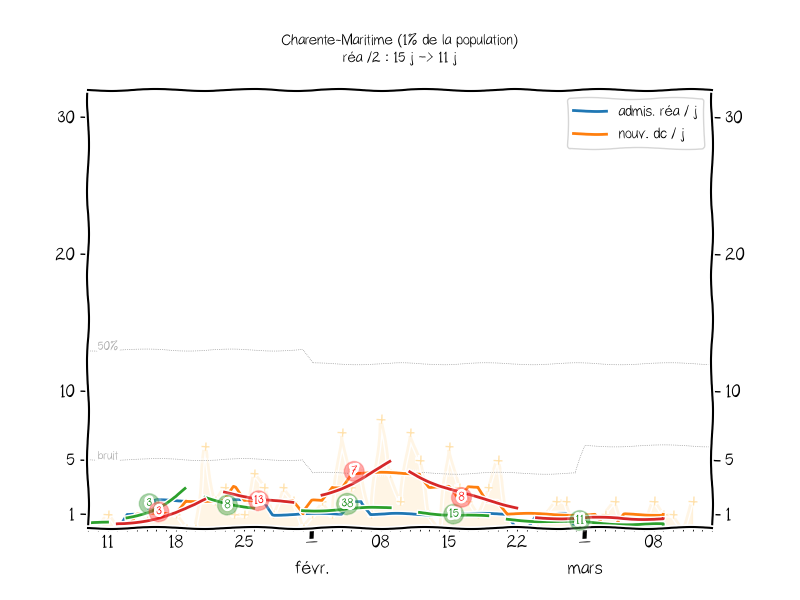 Charente-Maritime (1% de la population)
réa /2 : 15 j -> 11 j
admis. réa / j
nouv. dc / j
30 30
20 20
50%
10 10
bruit
5 5
1 1
3 3 8 13 7 38 8 15 11
11 18 25 1 08 15 22 1 08
févr. mars